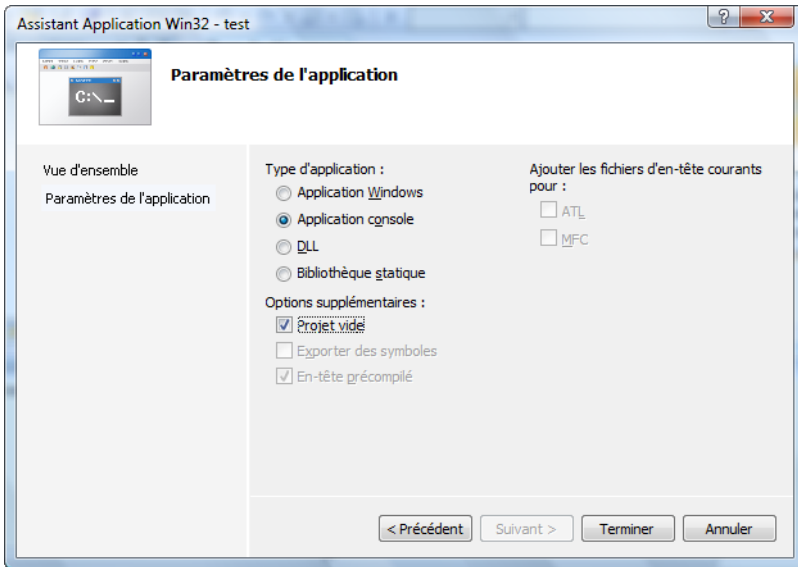 Assistant Application Win32 - test
?
X
C:\_
Paramètres de l'application
Vue d'ensemble
Paramètres de l'application
Type d'application :
Application Windows
Application console
DLL
Bibliothèque statique
Options supplémentaires :
Projet vide
Exporter des symboles
En-tête précompilé
Ajouter les fichiers d'en-tête courants
pour :
ATL
MFC
< Précédent
Suivant >
Terminer
Annuler